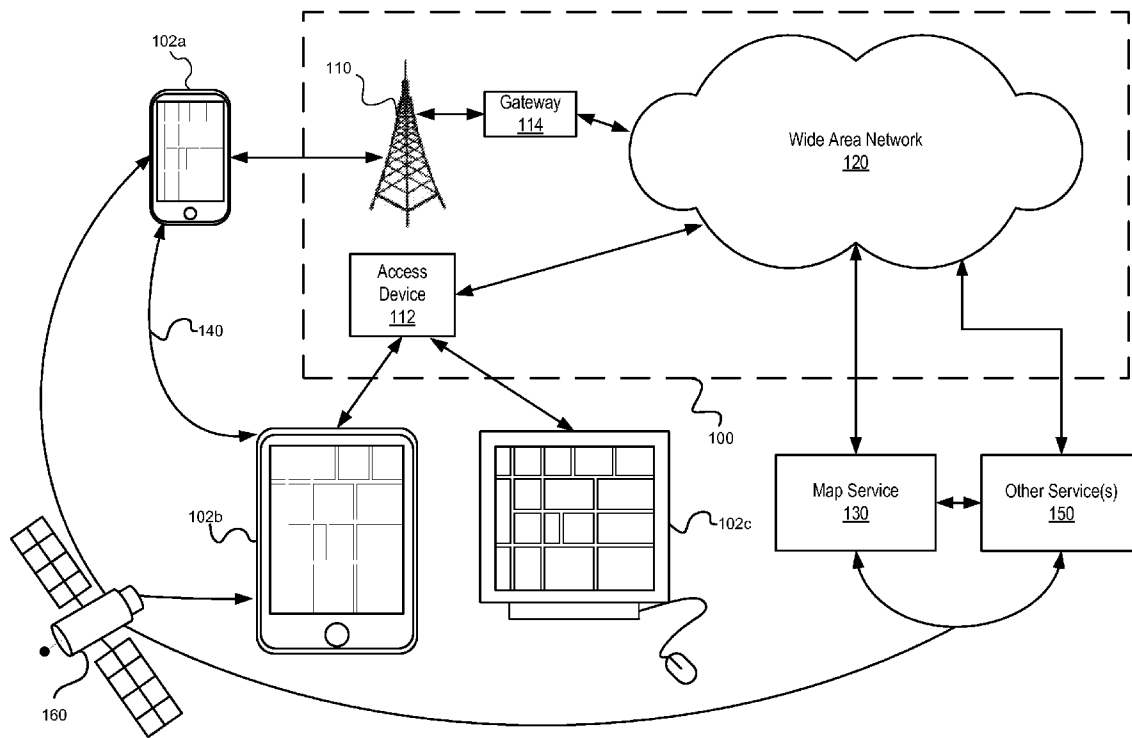 102a
110
Gateway
114
Wide Area Network
120
Access
Device
112
140
100
102b
102c
Map Service
130
Other Service(s)
150
160